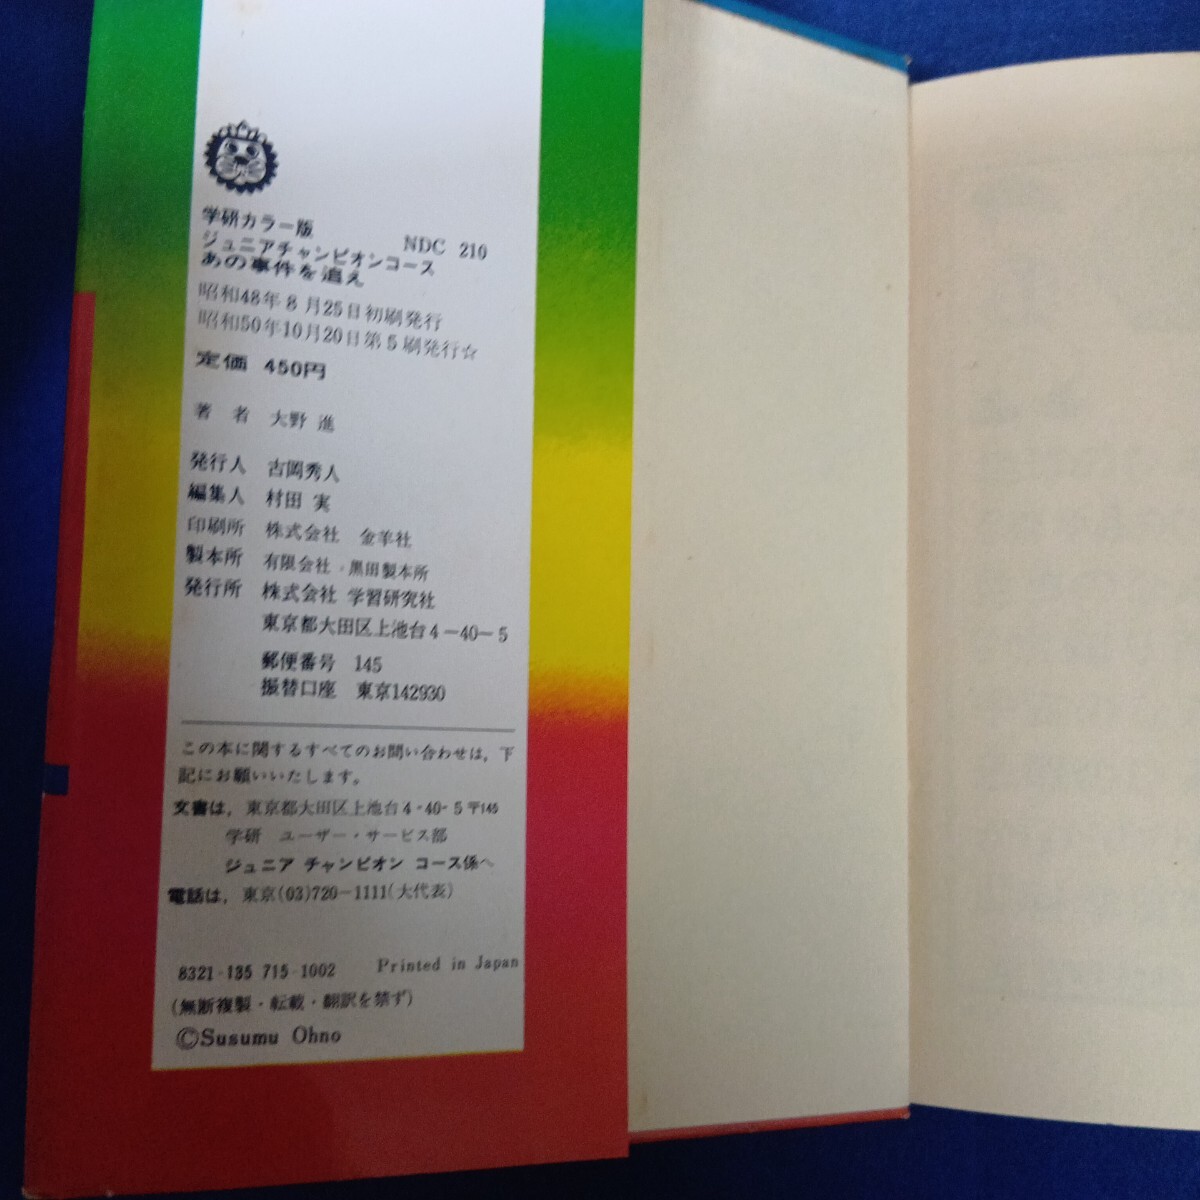 学研カラー版
ジュニアチャンピオンコース NDC 210
あの事件を追え
昭和48年8月25日初刷発行
昭和50年10月20日第5刷発行☆
定価 450円
著者 大野 進
発行人 古岡秀人
編集人 村田 実
印刷所 株式会社 金羊社
製本所 有限会社・黒田製本所
発行所 株式会社 学習研究社
東京都大田区上池台4-40-5
郵便番号 145
振替口座 東京142930
この本に関するすべてのお問い合わせは,下
記にお願いいたします。
文書は,東京都大田区上池台4-40-5〒145
学研 ユーザー・サービス部
ジュニア チャンピオン コース係へ
電話は,東京(03)720-1111(大代表)
8321-135 715-1002 Printed in Japan
(無断複製・転載・翻訳を禁ず)
©Susumu Ohno